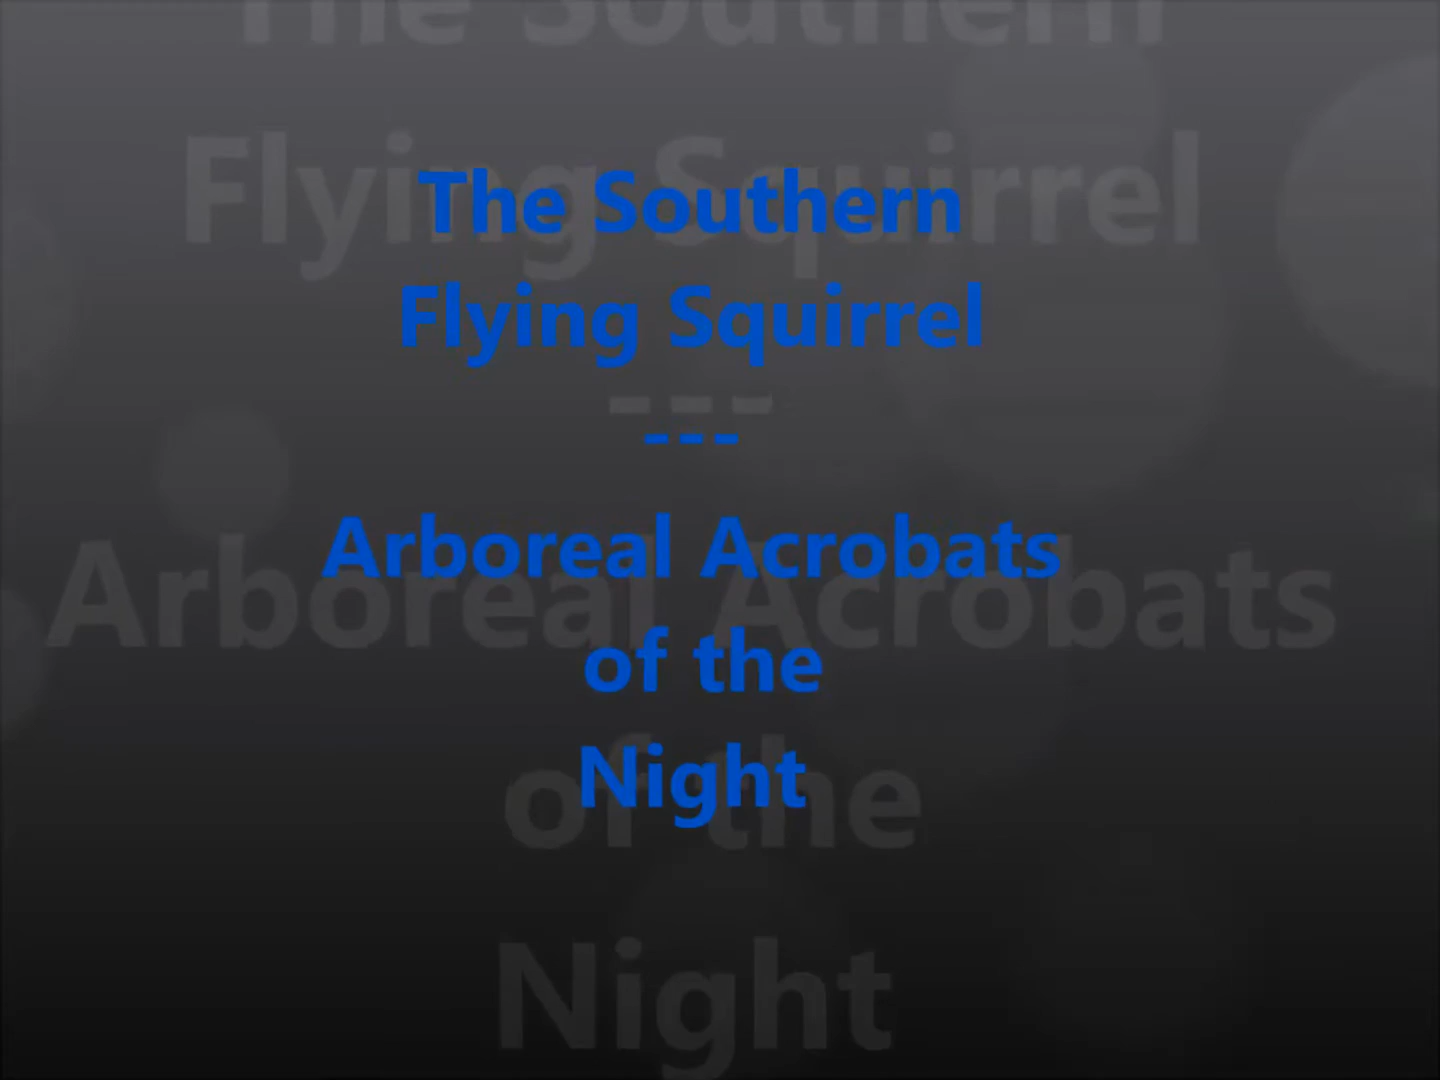 The Southern
Flying Squirrel
---
Arboreal Acrobats
of the
Night